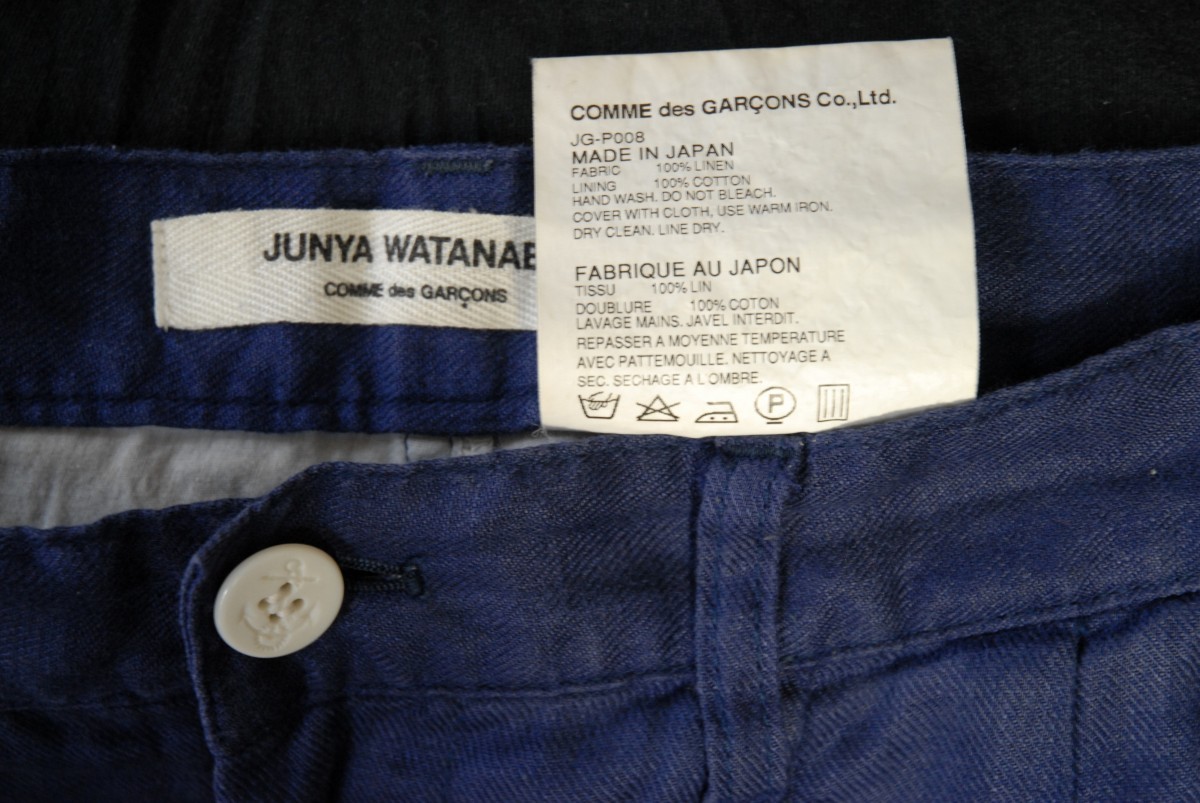 COMME des GARÇONS Co.,Ltd.
JG-P008
MADE IN JAPAN
FABRIC 100% LINEN
LINING 100% COTTON
HAND WASH. DO NOT BLEACH.
COVER WITH CLOTH, USE WARM IRON.
DRY CLEAN. LINE DRY.
FABRIQUE AU JAPON
TISSU 100% LIN
DOUBLURE 100% COTON
LAVAGE MAINS. JAVEL INTERDIT.
REPASSER A MOYENNE TEMPERATURE
AVEC PATTEMOUILLE. NETTOYAGE A
SEC. SECHAGE A L'OMBRE.
P
JUNYA WATANAB
COMME des GARÇONS